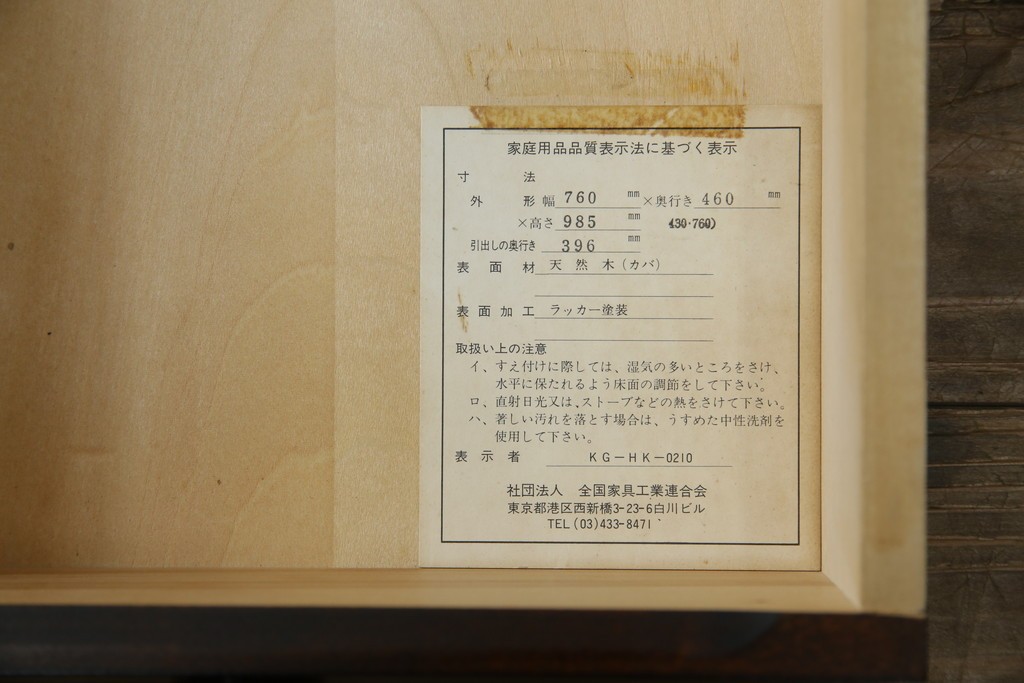 家庭用品品質表示法に基づく表示
寸法
外形 幅 760 mm ×奥行き 460 mm
×高さ 985 mm 430・760)
引出しの奥行き 396 mm
表面材 天然木(カバ)
表面加工 ラッカー塗装
取扱い上の注意
イ、すえ付けに際しては、湿気の多いところをさけ、
水平に保たれるよう床面の調節をして下さい。
ロ、直射日光又は、ストーブなどの熱をさけて下さい。
ハ、著しい汚れを落とす場合は、うすめた中性洗剤を
使用して下さい。
表示者 KG-HK-0210
社団法人 全国家具工業連合会
東京都港区西新橋3-23-6白川ビル
TEL(03)433-8471